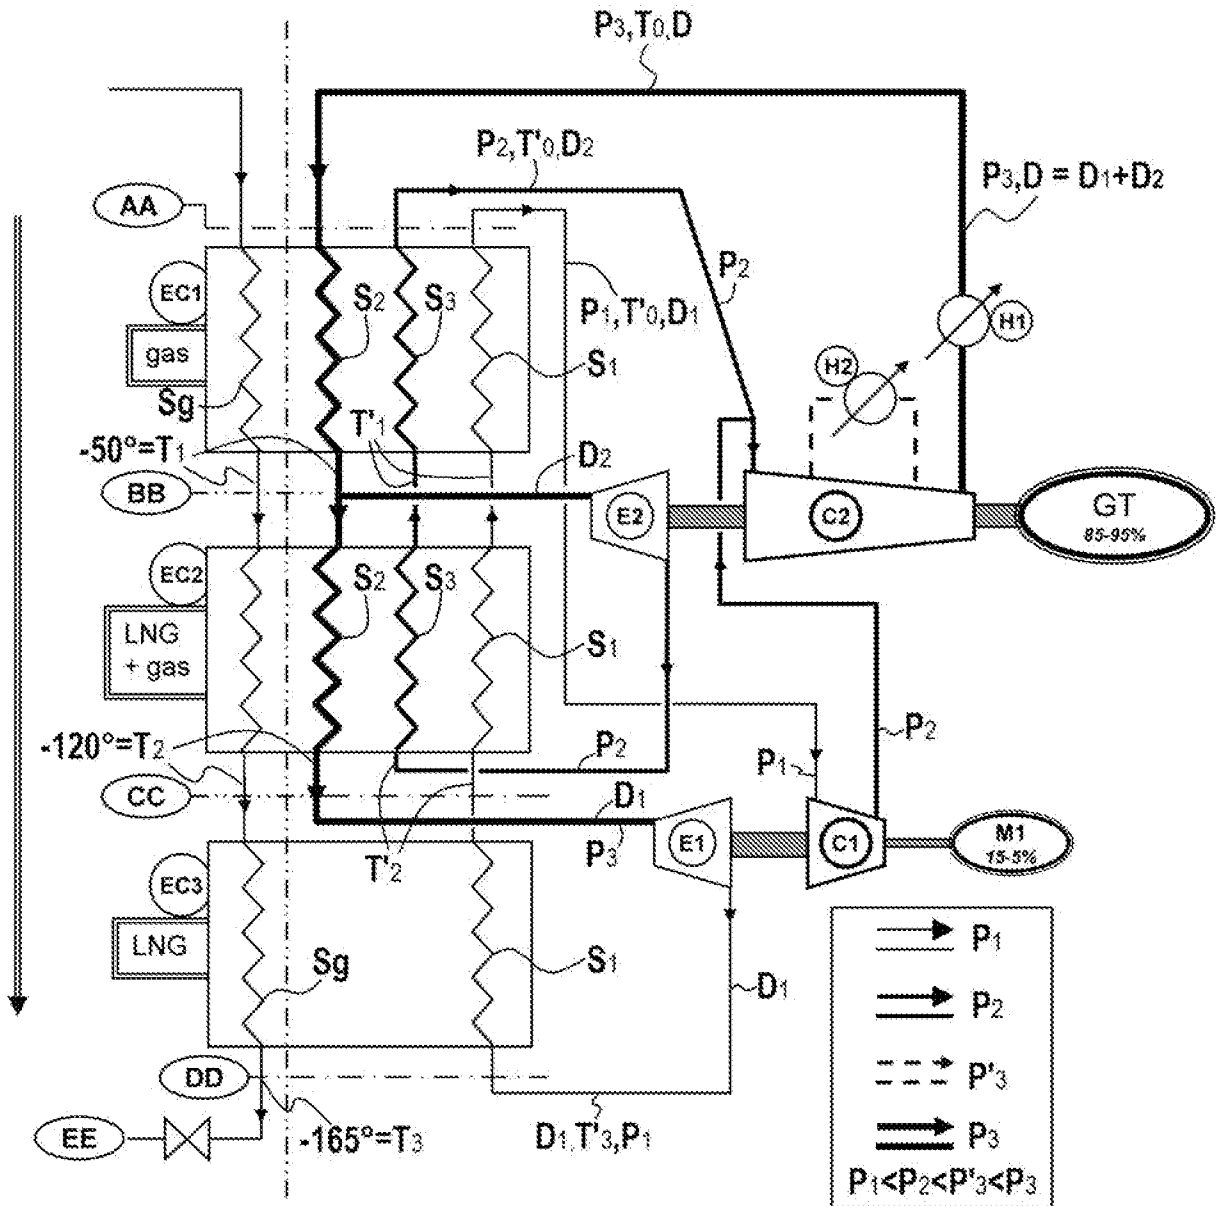 P3,T0,D
P2,T'0,D2
P3,D = D1+D2
AA
P2
EC1
S2
S3
P1,T'0,D1
H1
gas
S1
H2
Sg
T'1
-50°=T1
D2
BB
E2
C2
GT
85-95%
EC2
S2
S3
LNG
+ gas
S1
-120°=T2
P2
P2
P1
CC
D1
P3
E1
C1
M1
15-5%
T'2
EC3
LNG
Sg
S1
D1
P1
P2
P'3
P3
P1<P2<P'3<P3
DD
EE
-165°=T3
D1,T'3,P1